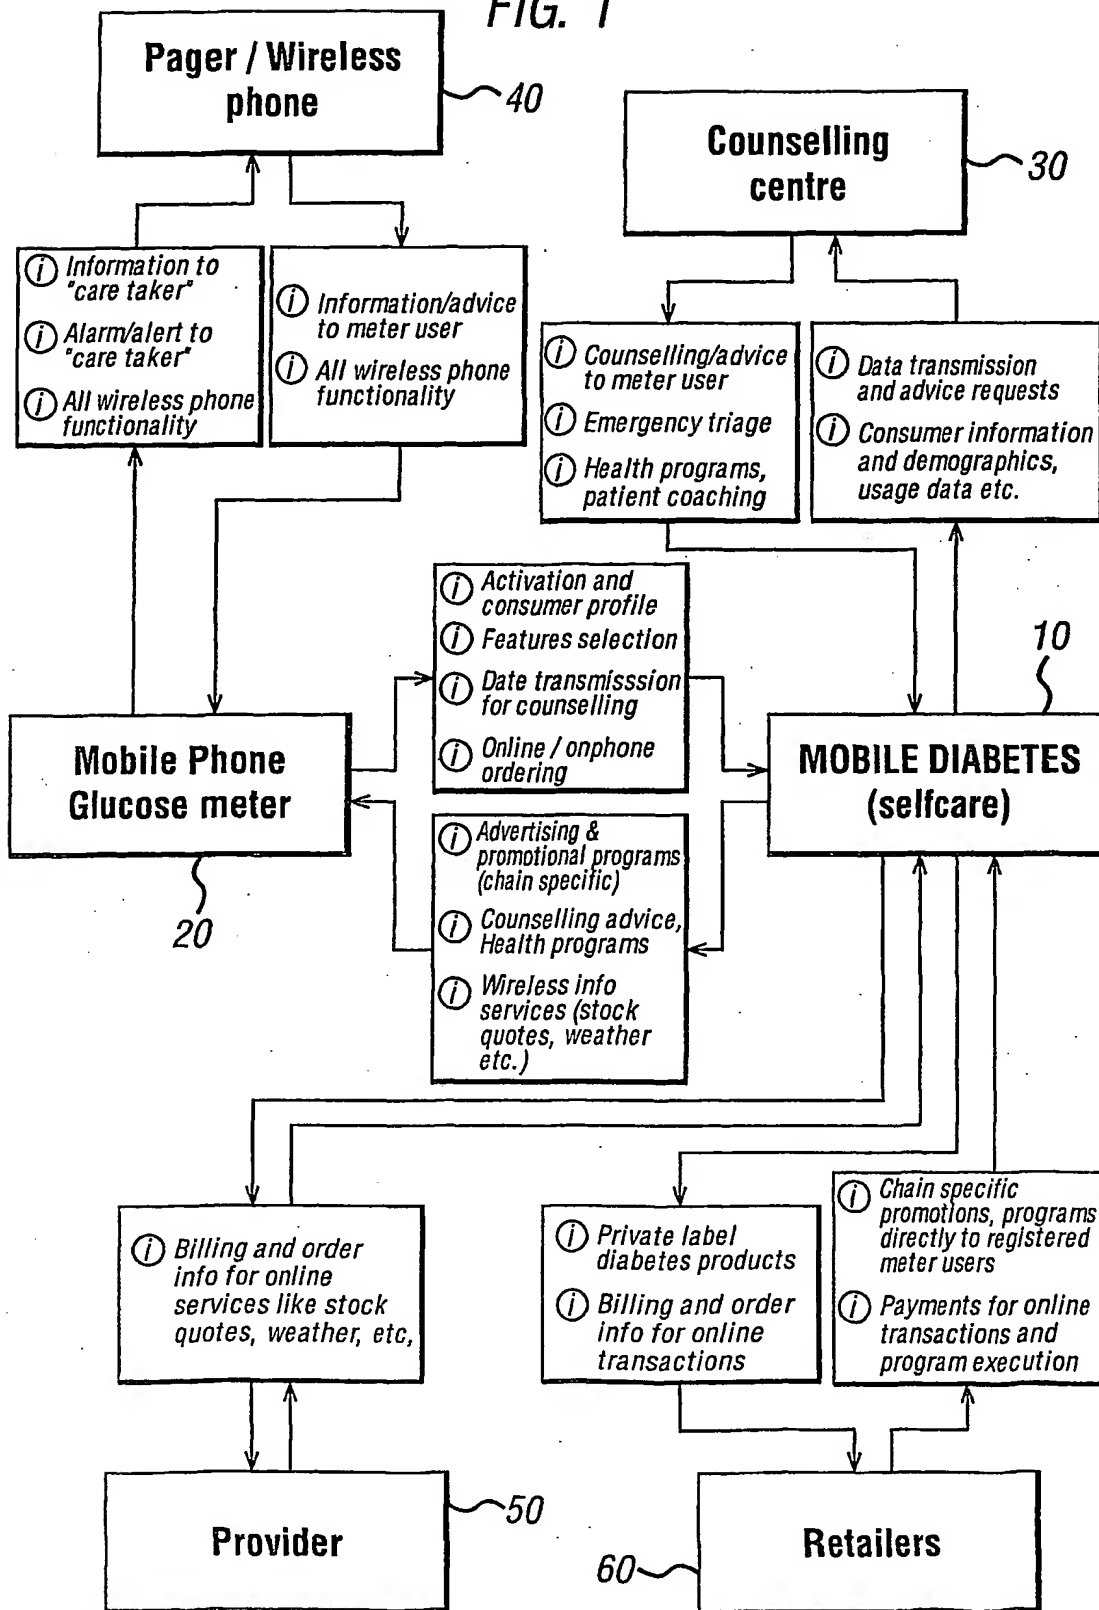 FIG. 1
Pager / Wireless
phone
40
Counselling
centre
30
ⓘ Information to
"care taker"
ⓘ Alarm/alert to
"care taker"
ⓘ All wireless phone
functionality
ⓘ Information/advice
to meter user
ⓘ All wireless phone
functionality
ⓘ Counselling/advice
to meter user
ⓘ Emergency triage
ⓘ Health programs,
patient coaching
ⓘ Data transmission
and advice requests
ⓘ Consumer information
and demographics,
usage data etc.
ⓘ Activation and
consumer profile
ⓘ Features selection
ⓘ Date transmisssion
for counselling
ⓘ Online / onphone
ordering
10
Mobile Phone
Glucose meter
20
MOBILE DIABETES
(selfcare)
ⓘ Advertising &
promotional programs
(chain specific)
ⓘ Counselling advice,
Health programs
ⓘ Wireless info
services (stock
quotes, weather
etc.)
ⓘ Billing and order
info for online
services like stock
quotes, weather, etc,
ⓘ Private label
diabetes products
ⓘ Billing and order
info for online
transactions
ⓘ Chain specific
promotions, programs
directly to registered
meter users
ⓘ Payments for online
transactions and
program execution
Provider
50
Retailers
60